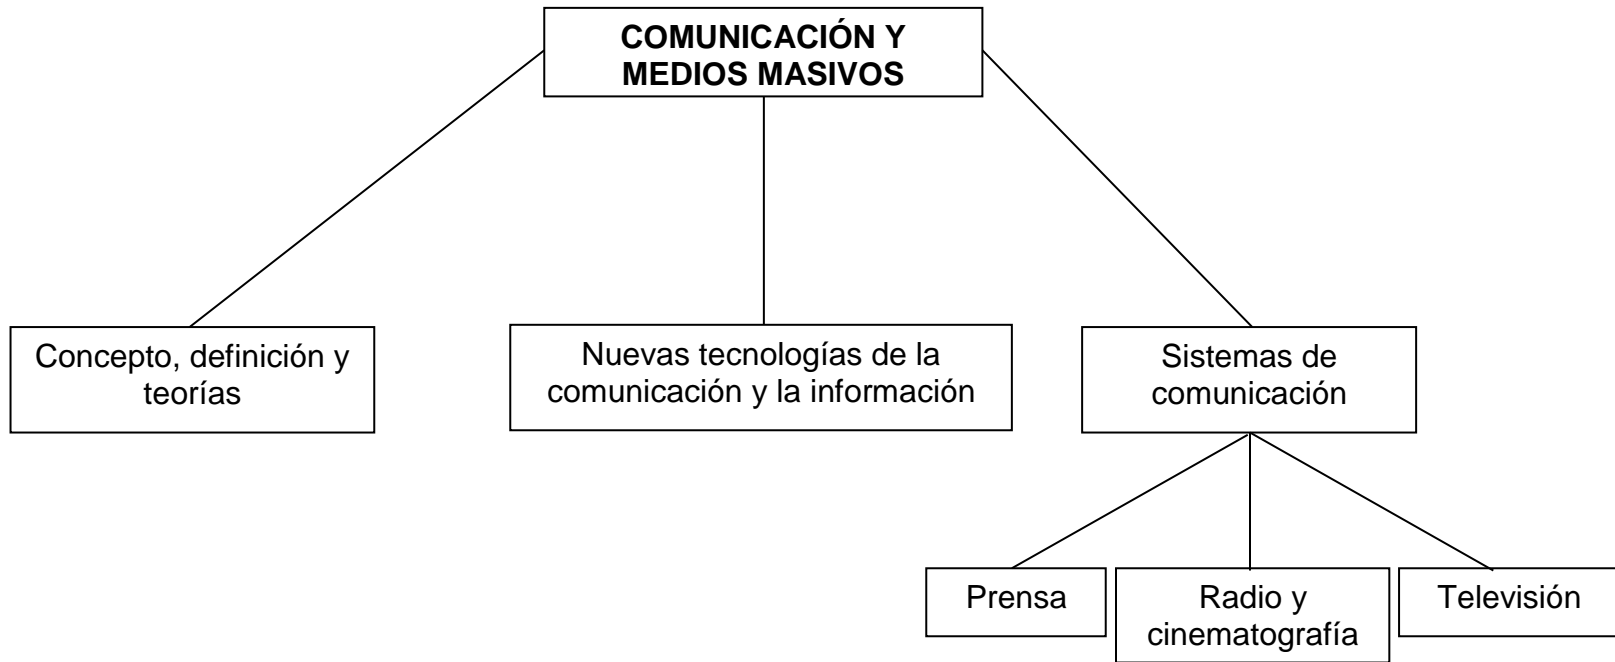 COMUNICACIÓN Y
MEDIOS MASIVOS
Concepto, definición y
teorías
Nuevas tecnologías de la
comunicación y la información
Sistemas de
comunicación
Prensa
Radio y
cinematografía
Televisión